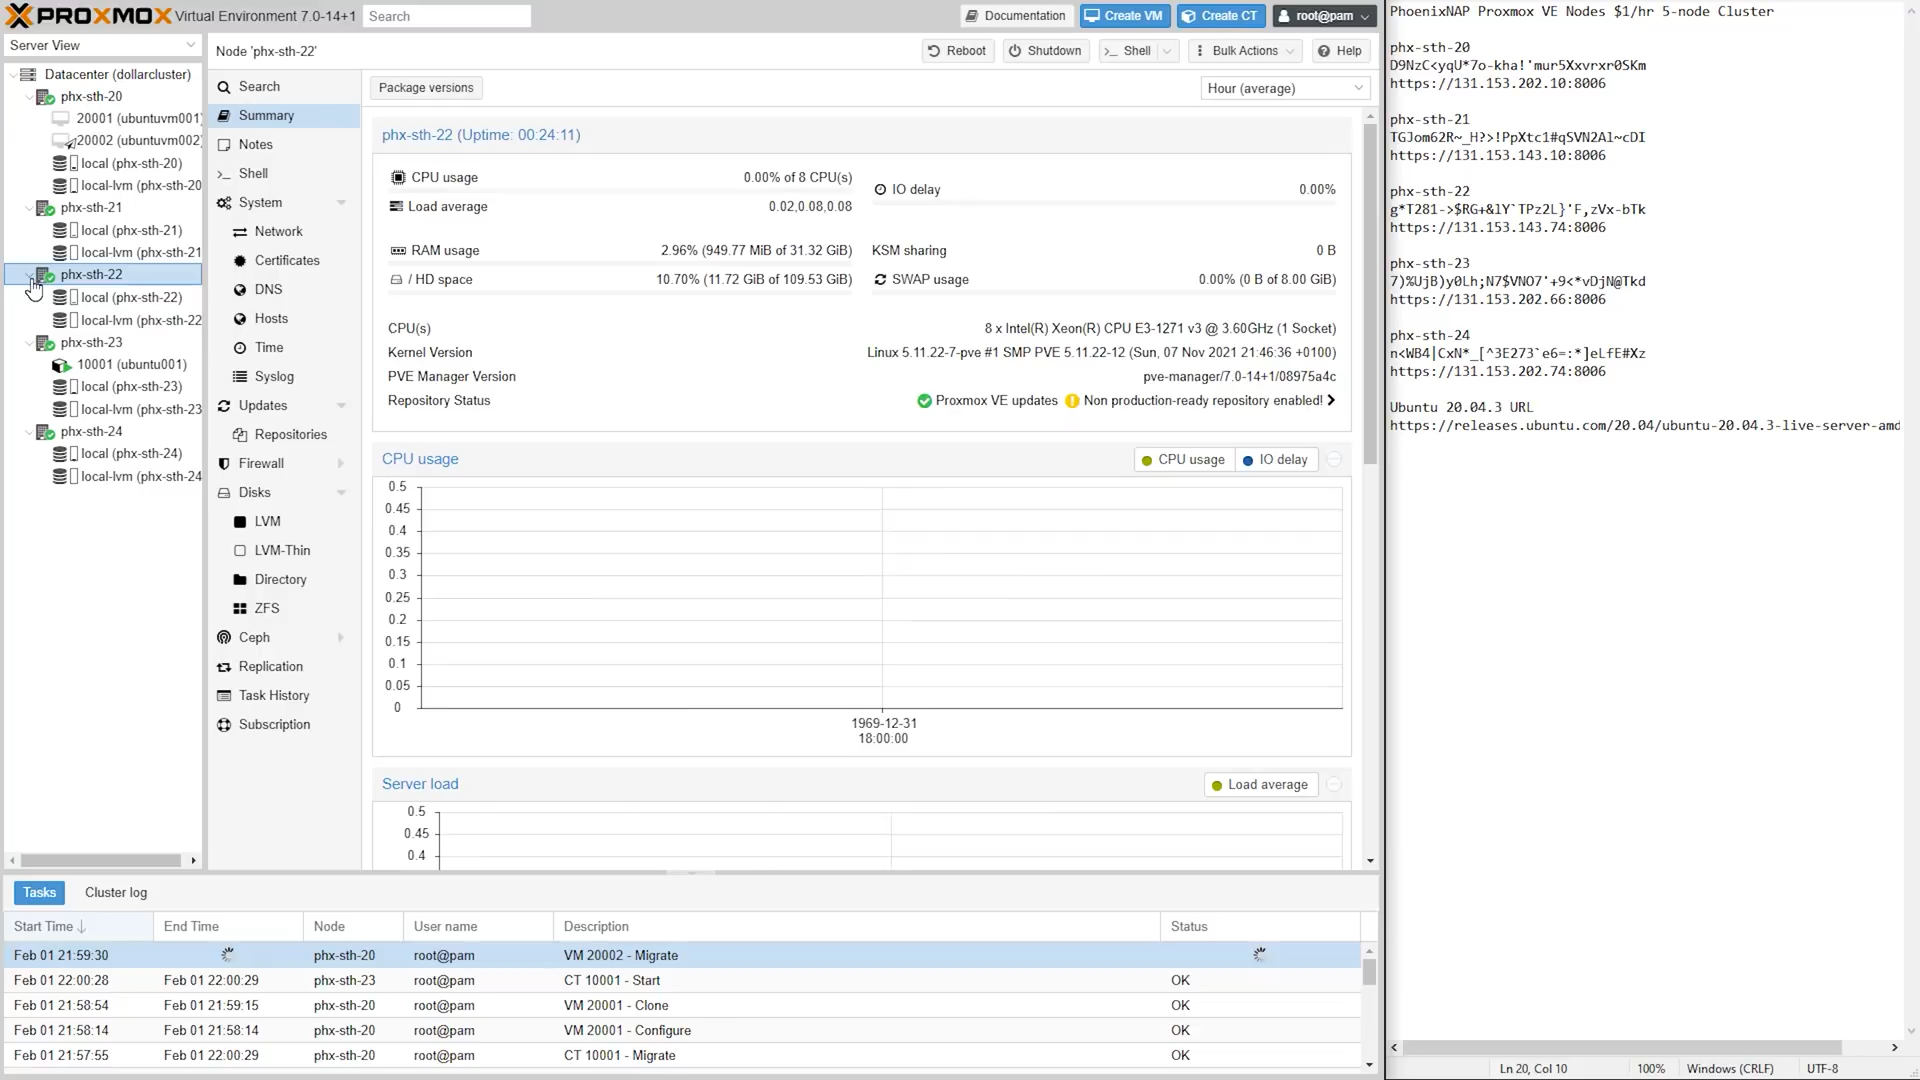 PROXMOX Virtual Environment 7.0-14+1 Search
Documentation Create VM Create CT root@pam
Server View
Datacenter (dollarcluster)
phx-sth-20
20001 (ubuntuvm001)
20002 (ubuntuvm002)
local (phx-sth-20)
local-lvm (phx-sth-20
phx-sth-21
local (phx-sth-21)
local-lvm (phx-sth-21
phx-sth-22
local (phx-sth-22)
local-lvm (phx-sth-22
phx-sth-23
10001 (ubuntu001)
local (phx-sth-23)
local-lvm (phx-sth-23
phx-sth-24
local (phx-sth-24)
local-lvm (phx-sth-24
Node 'phx-sth-22'
Reboot Shutdown Shell Bulk Actions Help
Search
Summary
Notes
Shell
System
Network
Certificates
DNS
Hosts
Time
Syslog
Updates
Repositories
Firewall
Disks
LVM
LVM-Thin
Directory
ZFS
Ceph
Replication
Task History
Subscription
Package versions
Hour (average)
phx-sth-22 (Uptime: 00:24:11)
CPU usage 0.00% of 8 CPU(s)
IO delay 0.00%
Load average 0.02,0.08,0.08
RAM usage 2.96% (949.77 MiB of 31.32 GiB)
KSM sharing 0 B
/ HD space 10.70% (11.72 GiB of 109.53 GiB)
SWAP usage 0.00% (0 B of 8.00 GiB)
CPU(s) 8 x Intel(R) Xeon(R) CPU E3-1271 v3 @ 3.60GHz (1 Socket)
Kernel Version Linux 5.11.22-7-pve #1 SMP PVE 5.11.22-12 (Sun, 07 Nov 2021 21:46:36 +0100)
PVE Manager Version pve-manager/7.0-14+1/08975a4c
Repository Status Proxmox VE updates Non production-ready repository enabled!
CPU usage
CPU usage IO delay
0.5
0.45
0.4
0.35
0.3
0.25
0.2
0.15
0.1
0.05
0
1969-12-31
18:00:00
Server load
Load average
0.5
0.45
0.4
Tasks Cluster log
Start Time End Time Node User name Description Status
Feb 01 21:59:30 phx-sth-20 root@pam VM 20002 - Migrate
Feb 01 22:00:28 Feb 01 22:00:29 phx-sth-23 root@pam CT 10001 - Start OK
Feb 01 21:58:54 Feb 01 21:59:15 phx-sth-20 root@pam VM 20001 - Clone OK
Feb 01 21:58:14 Feb 01 21:58:14 phx-sth-20 root@pam VM 20001 - Configure OK
Feb 01 21:57:55 Feb 01 22:00:29 phx-sth-20 root@pam CT 10001 - Migrate OK
PhoenixNAP Proxmox VE Nodes $1/hr 5-node Cluster
phx-sth-20
D9NzC<yqU*7o-kha!'mur5Xxvrxr0SKm
https://131.153.202.10:8006
phx-sth-21
TGJom62R~_H?>!PpXtc1#qSVN2Al~cDI
https://131.153.143.10:8006
phx-sth-22
g*T281->$RG+&lY`TPz2L}'F,zVx-bTk
https://131.153.143.74:8006
phx-sth-23
7)%UjB)y0Lh;N7$VNO7'+9<*vDjN@Tkd
https://131.153.202.66:8006
phx-sth-24
n<WB4|CxN*_[^3E273`e6=:*]eLfE#Xz
https://131.153.202.74:8006
Ubuntu 20.04.3 URL
https://releases.ubuntu.com/20.04/ubuntu-20.04.3-live-server-amd
Ln 20, Col 10 100% Windows (CRLF) UTF-8